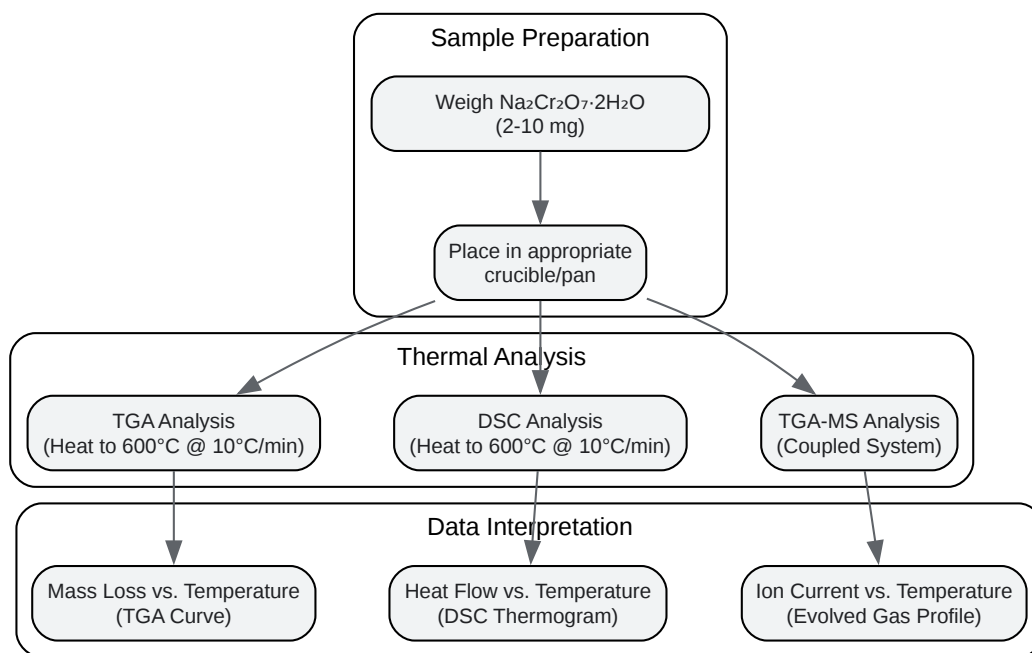 Sample Preparation
Weigh Na₂Cr₂O₇·2H₂O
(2-10 mg)
Place in appropriate
crucible/pan
Thermal Analysis
TGA Analysis
(Heat to 600°C @ 10°C/min)
DSC Analysis
(Heat to 600°C @ 10°C/min)
TGA-MS Analysis
(Coupled System)
Data Interpretation
Mass Loss vs. Temperature
(TGA Curve)
Heat Flow vs. Temperature
(DSC Thermogram)
Ion Current vs. Temperature
(Evolved Gas Profile)